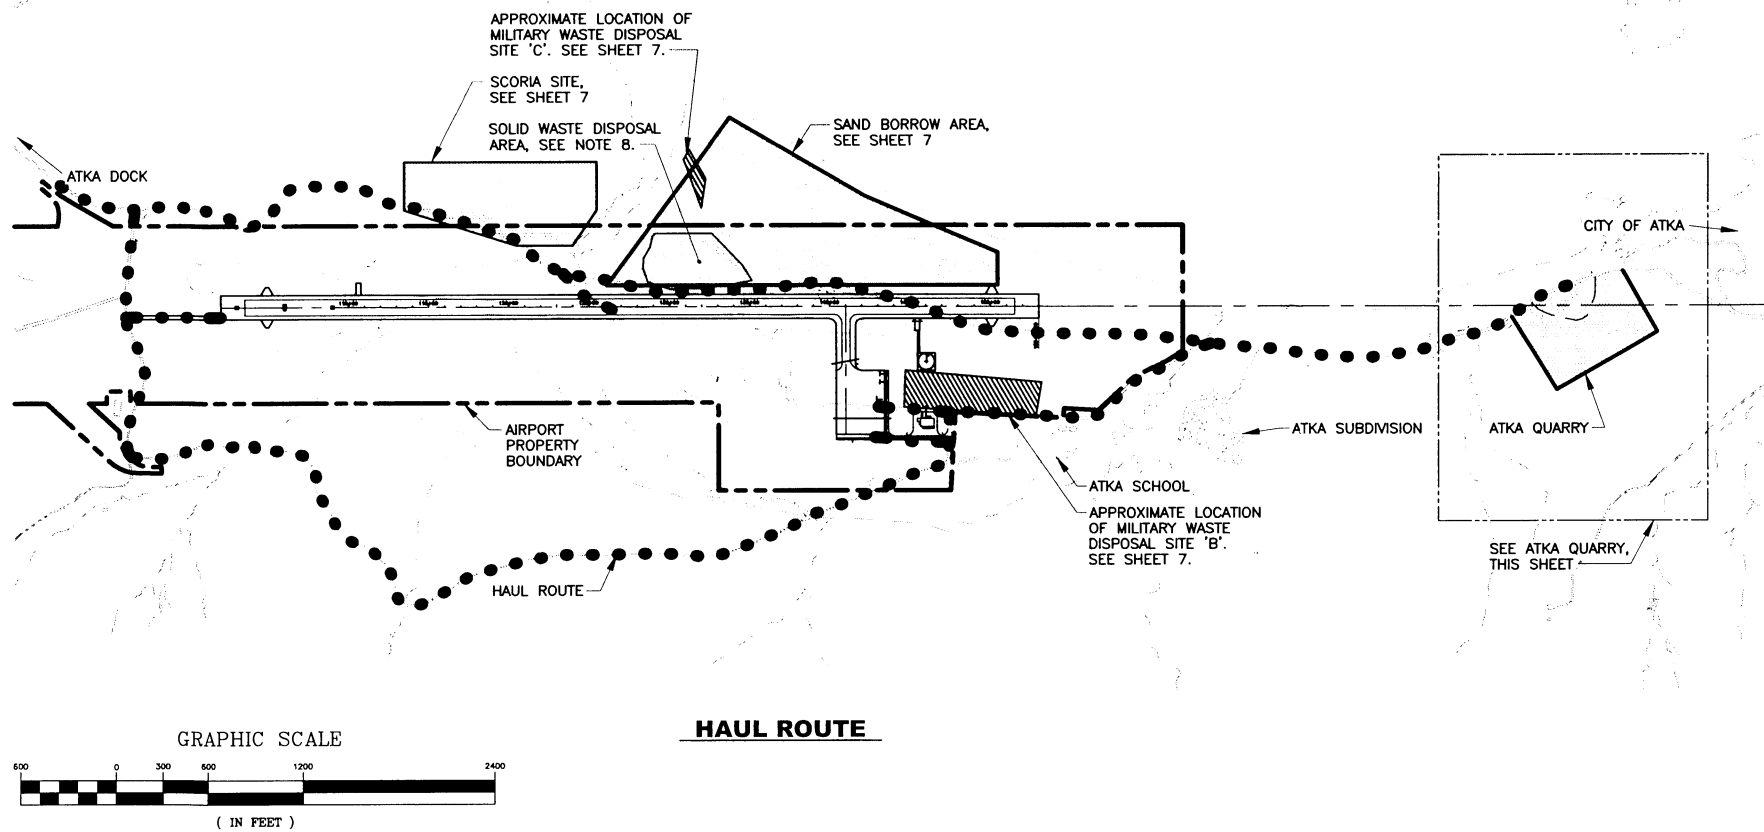 APPROXIMATE LOCATION OF
MILITARY WASTE DISPOSAL
SITE 'C'. SEE SHEET 7.
SCORIA SITE,
SEE SHEET 7
SOLID WASTE DISPOSAL
AREA, SEE NOTE 8.
SAND BORROW AREA,
SEE SHEET 7
ATKA DOCK
CITY OF ATKA
AIRPORT
PROPERTY
BOUNDARY
ATKA SUBDIVISION
ATKA QUARRY
ATKA SCHOOL
APPROXIMATE LOCATION
OF MILITARY WASTE
DISPOSAL SITE 'B'.
SEE SHEET 7.
SEE ATKA QUARRY,
THIS SHEET
HAUL ROUTE
HAUL ROUTE
GRAPHIC SCALE
600 0 300 600 1200 2400
( IN FEET )